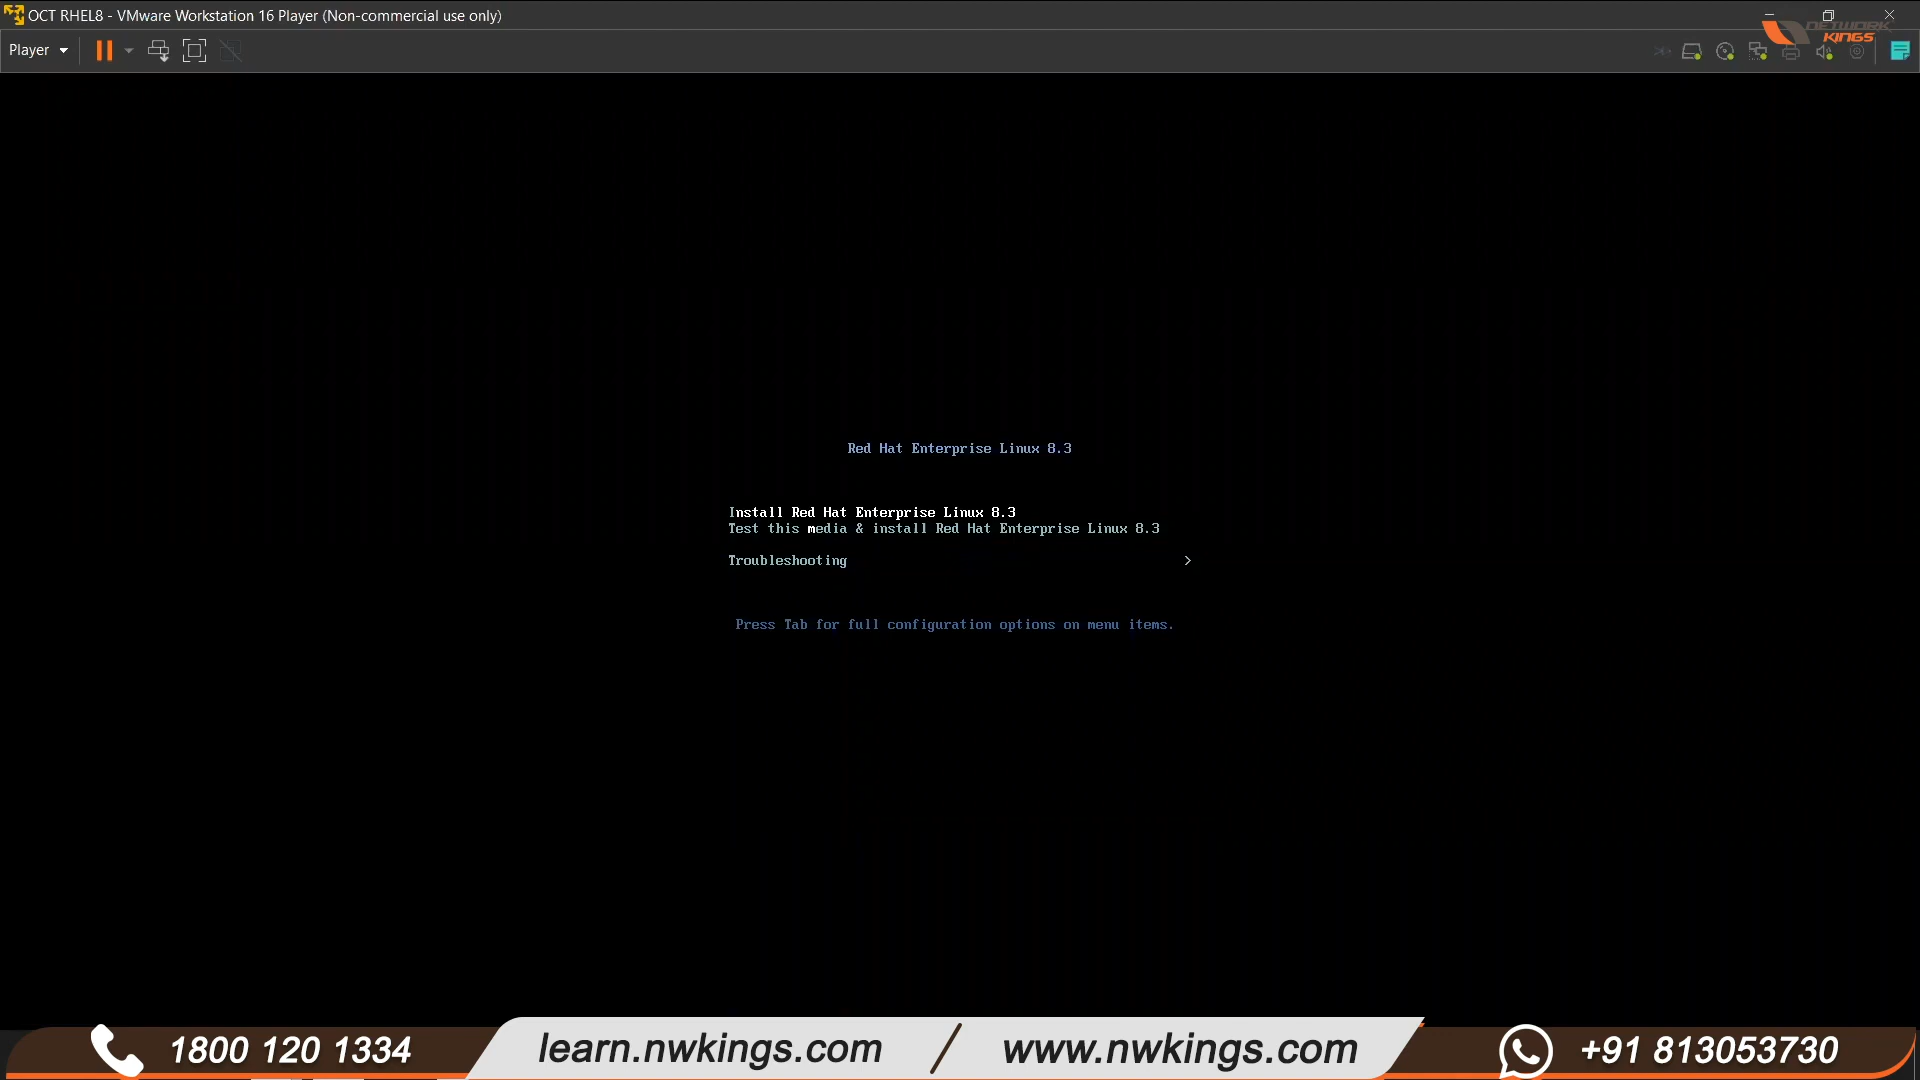 OCT RHEL8 - VMware Workstation 16 Player (Non-commercial use only)
NETWORK
KINGS
Player
Red Hat Enterprise Linux 8.3
Install Red Hat Enterprise Linux 8.3
Test this media & install Red Hat Enterprise Linux 8.3
Troubleshooting >
Press Tab for full configuration options on menu items.
1800 120 1334 learn.nwkings.com / www.nwkings.com +91 813053730